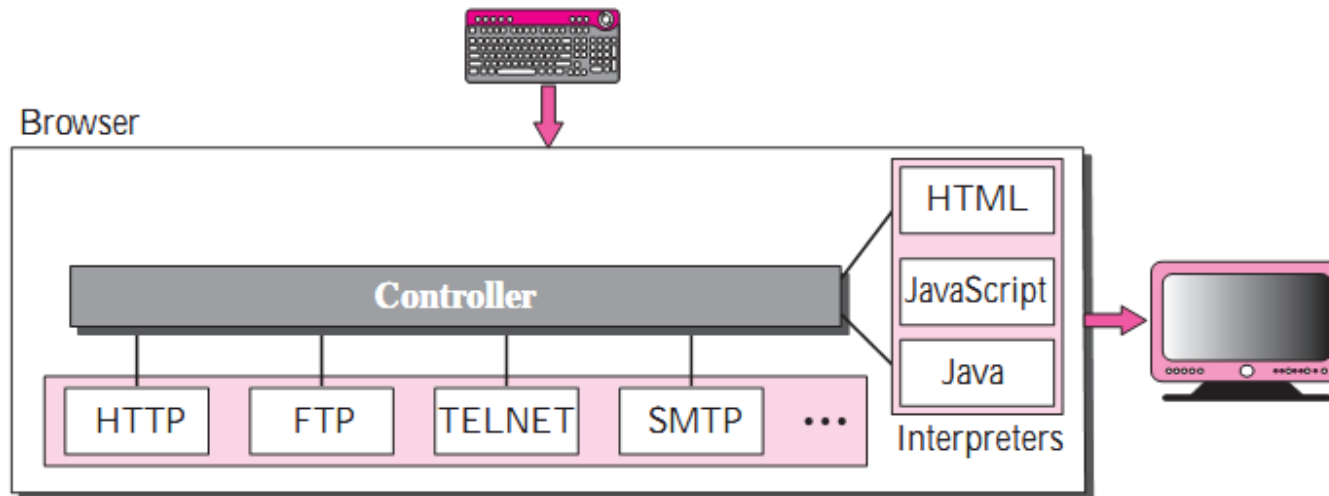 Browser
HTML
Controller
JavaScript
Java
HTTP
FTP
TELNET
SMTP
•••
Interpreters